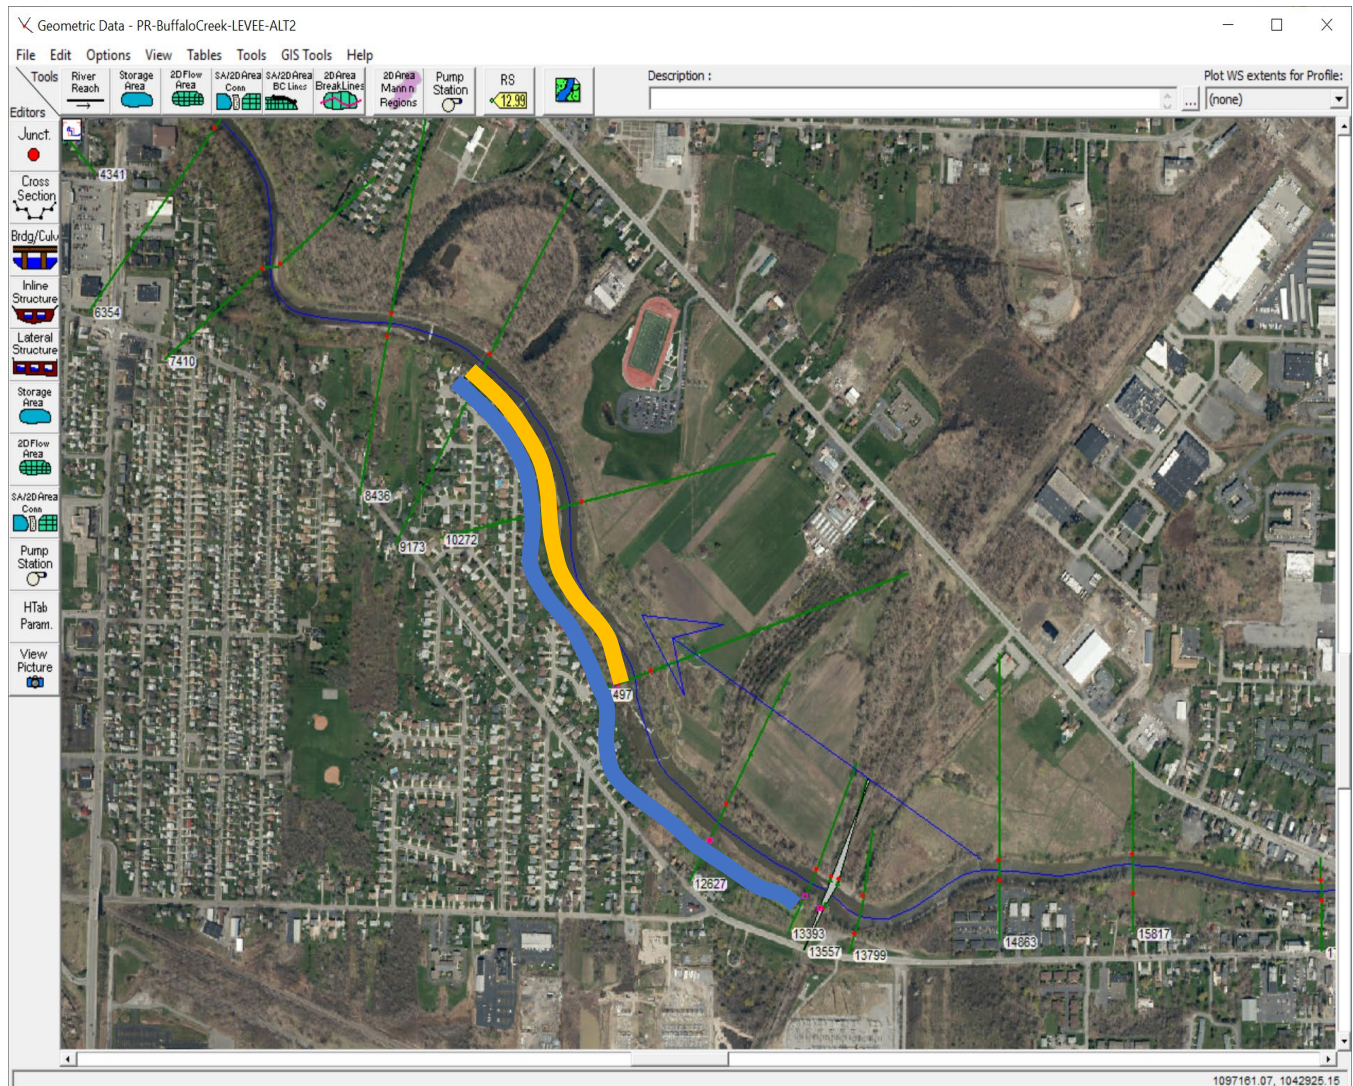 Geometric Data - PR-BuffaloCreek-LEVEE-ALT2
File Edit Options View Tables Tools GIS Tools Help
Tools
Editors
River
Reach
Storage
Area
2D Flow
Area
SA/2D Area
Conn
SA/2D Area
BC Lines
2D Area
BreakLines
2D Area
Mann n
Regions
Pump
Station
RS
12.99
Description :
...
Plot WS extents for Profile:
(none)
Junct.
Cross
Section
Brdg/Culv
Inline
Structure
Lateral
Structure
Storage
Area
2D Flow
Area
SA/2D Area
Conn
Pump
Station
HTab
Param.
View
Picture
4341
6354
7410
8436
9173
10272
497
12627
13393
13557
13799
14863
15817
1097161.07, 1042925.15